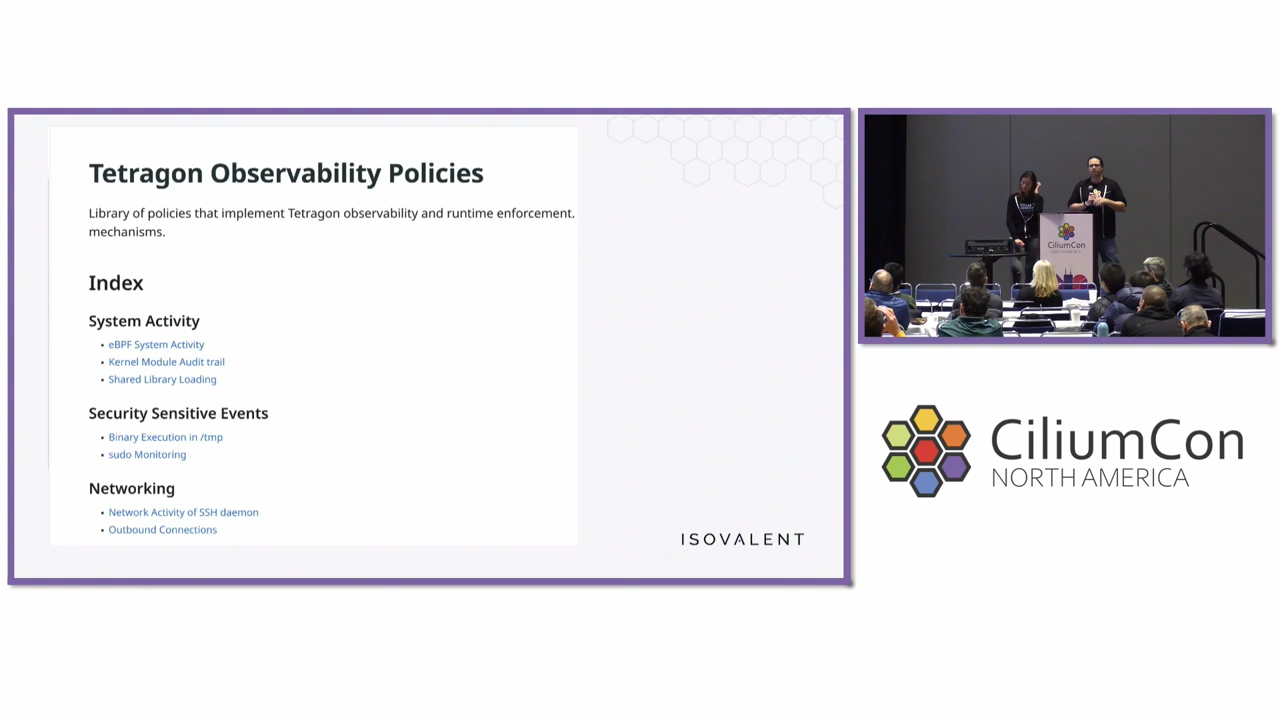 Tetragon Observability Policies
Library of policies that implement Tetragon observability and runtime enforcement.
mechanisms.
Index
System Activity
• eBPF System Activity
• Kernel Module Audit trail
• Shared Library Loading
Security Sensitive Events
• Binary Execution in /tmp
• sudo Monitoring
Networking
• Network Activity of SSH daemon
• Outbound Connections
ISOVALENT
CiliumCon
CiliumCon
NORTH AMERICA